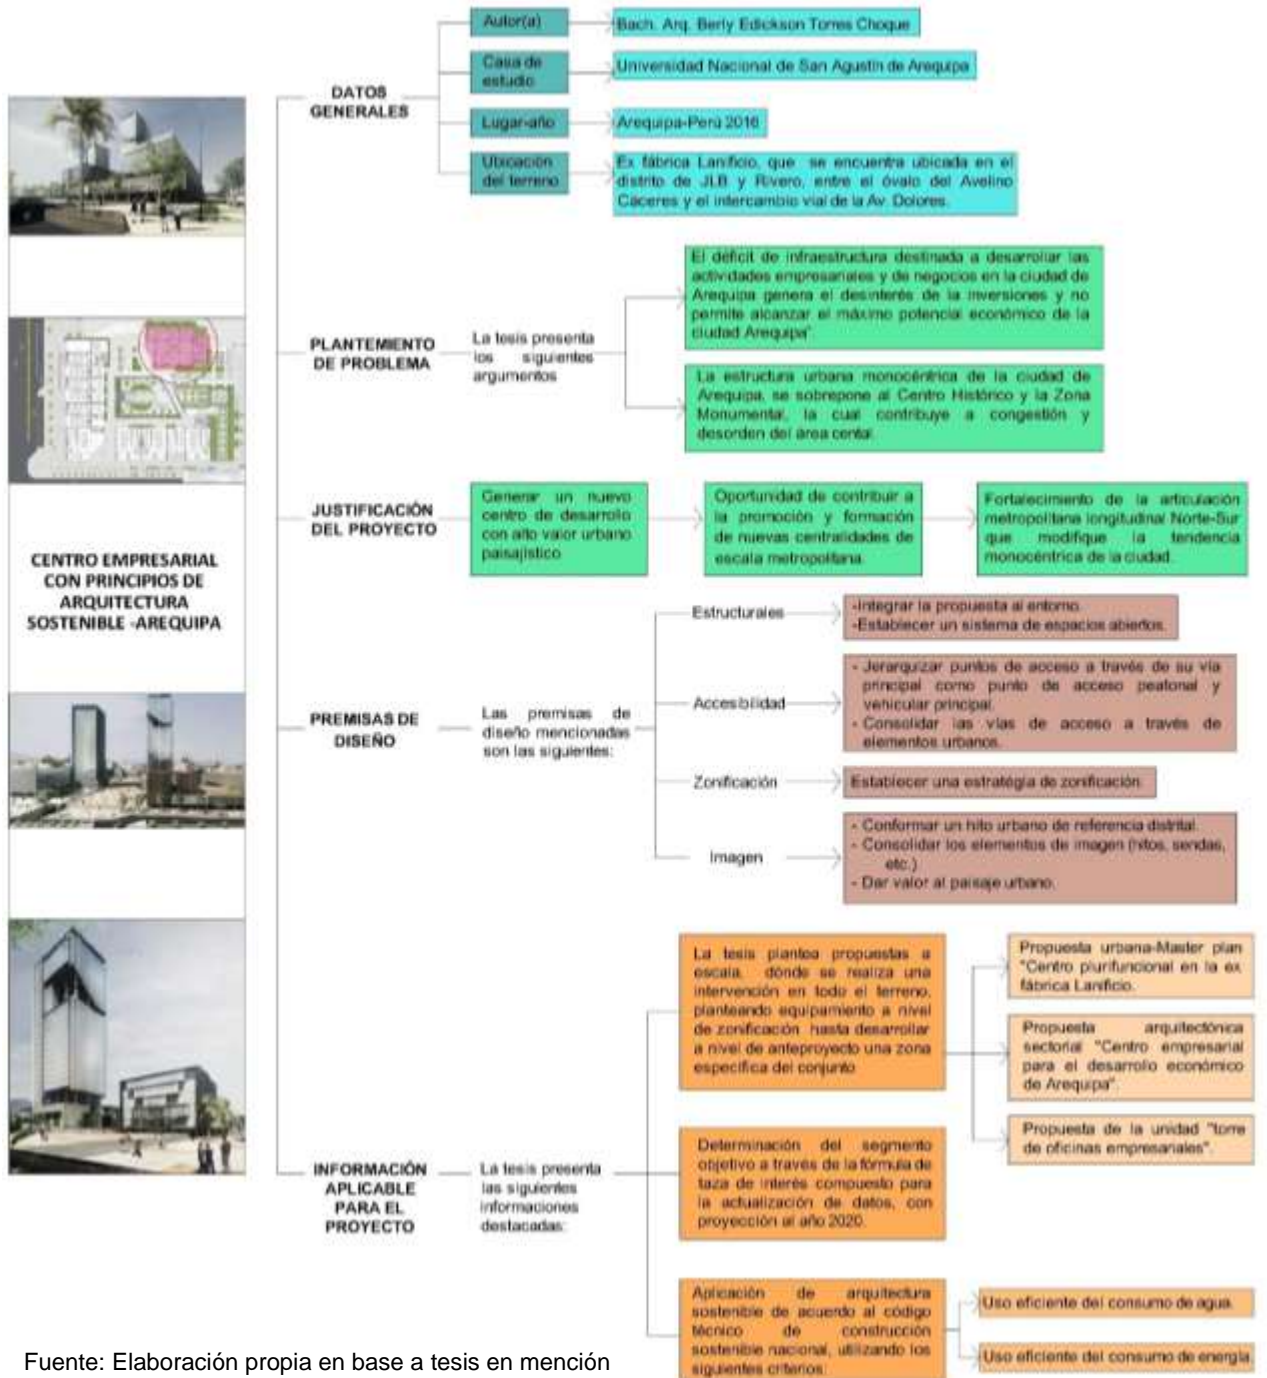 CENTRO EMPRESARIAL
CON PRINCIPIOS DE
ARQUITECTURA
SOSTENIBLE -AREQUIPA
DATOS
GENERALES
Autor(a)
Bach. Arq. Berly Edickson Torres Choque
Casa de
estudio
Universidad Nacional de San Agustín de Arequipa
Lugar-año
Arequipa-Perú 2016
Ubicación
del terreno
Ex fábrica Lanificio, que se encuentra ubicada en el
distrito de JLB y Rivero, entre el óvalo del Avelino
Cáceres y el intercambio vial de la Av. Dolores.
PLANTEMIENTO
DE PROBLEMA
La tesis presenta
los siguientes
argumentos
El déficit de infraestructura destinada a desarrollar las
actividades empresariales y de negocios en la ciudad de
Arequipa genera el desinterés de la inversiones y no
permite alcanzar el máximo potencial económico de la
ciudad Arequipa".
La estructura urbana monocéntrica de la ciudad de
Arequipa, se sobrepone al Centro Histórico y la Zona
Monumental, la cual contribuye a congestión y
desorden del área cental.
JUSTIFICACIÓN
DEL PROYECTO
Generar un nuevo
centro de desarrollo
con alto valor urbano
paisajístico
Oportunidad de contribuir a
la promoción y formación
de nuevas centralidades de
escala metropolitana.
Fortalecimiento de la articulación
metropolitana longitudinal Norte-Sur
que modifique la tendencia
monocéntrica de la ciudad.
PREMISAS DE
DISEÑO
Las premisas de
diseño mencionadas
son las siguientes:
Estructurales
-Integrar la propuesta al entorno.
-Establecer un sistema de espacios abiertos.
Accesibilidad
- Jerarquizar puntos de acceso a través de su vía
principal como punto de acceso peatonal y
vehicular principal.
- Consolidar las vías de acceso a través de
elementos urbanos.
Zonificación
Establecer una estratégia de zonificación
Imagen
- Conformar un hito urbano de referencia distrital.
- Consolidar los elementos de imagen (hitos, sendas,
etc.)
- Dar valor al paisaje urbano.
INFORMACIÓN
APLICABLE
PARA EL
PROYECTO
La tesis presenta
las siguientes
informaciones
destacadas:
La tesis plantea propuestas a
escala, dónde se realiza una
intervención en todo el terreno,
planteando equipamiento a nivel
de zonificación hasta desarrollar
a nivel de anteproyecto una zona
específica del conjunto
Propuesta urbana-Master plan
"Centro plurifuncional en la ex
fábrica Lanificio.
Propuesta arquitectónica
sectorial "Centro empresarial
para el desarrollo económico
de Arequipa".
Propuesta de la unidad "torre
de oficinas empresariales".
Determinación del segmento
objetivo a través de la fórmula de
taza de interés compuesto para
la actualización de datos, con
proyección al año 2020.
Aplicación de arquitectura
sostenible de acuerdo al código
técnico de construcción
sostenible nacional, utilizando los
siguientes criterios:
Uso eficiente del consumo de agua.
Uso eficiente del consumo de energía.
Fuente: Elaboración propia en base a tesis en mención